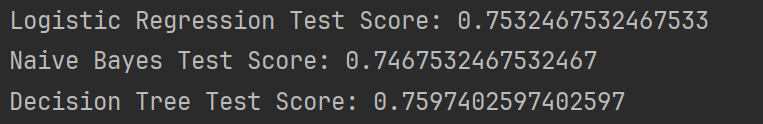 Logistic Regression Test Score: 0.7532467532467533
Naive Bayes Test Score: 0.7467532467532467
Decision Tree Test Score: 0.7597402597402597